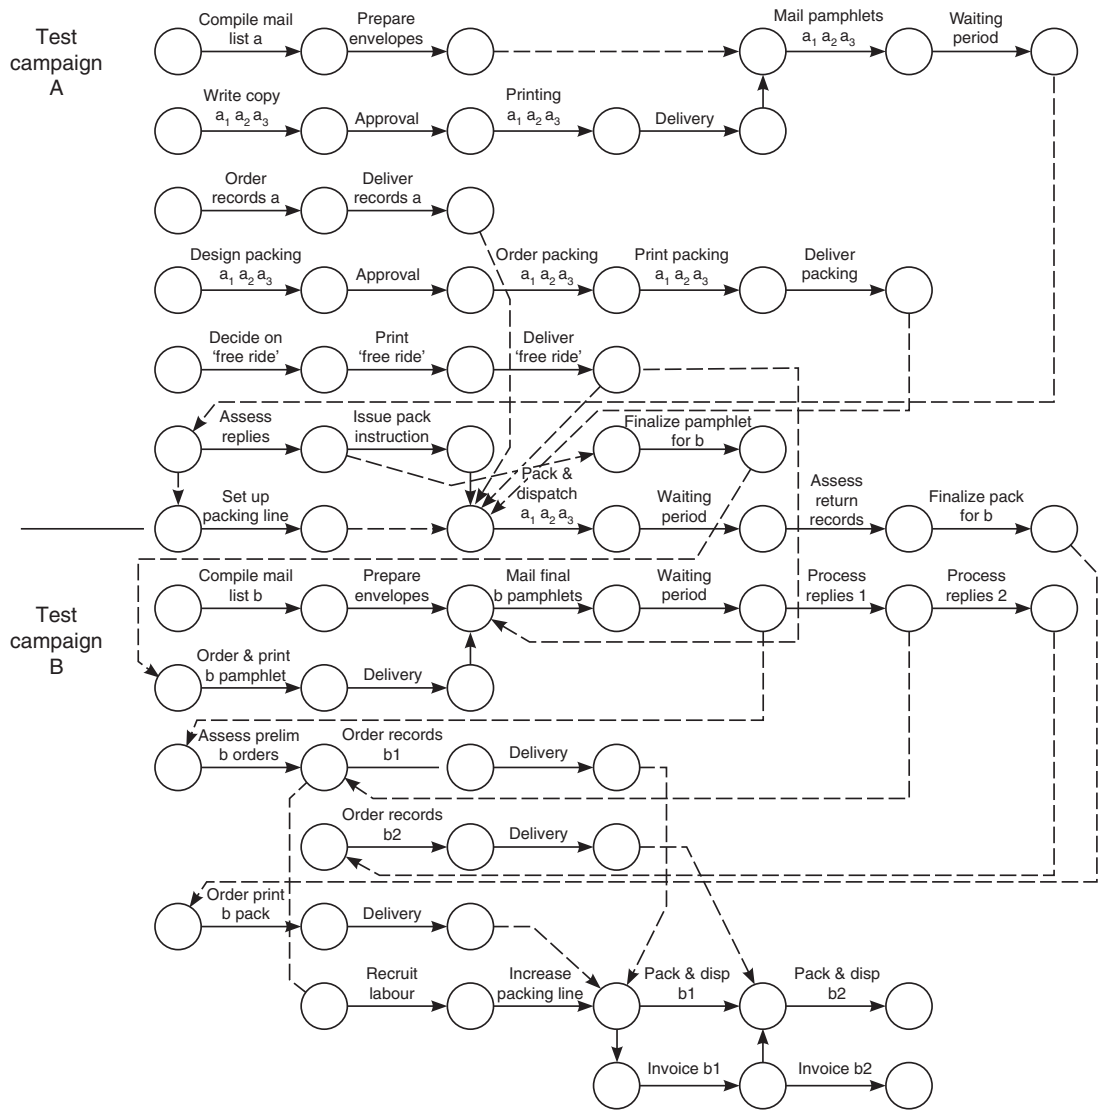 Test
campaign
A
Compile mail
list a
Prepare
envelopes
Mail pamphlets
a1 a2 a3
Waiting
period
Write copy
a1 a2 a3
Approval
Printing
a1 a2 a3
Delivery
Order
records a
Deliver
records a
Design packing
a1 a2 a3
Approval
Order packing
a1 a2 a3
Print packing
a1 a2 a3
Deliver
packing
Decide on
‘free ride’
Print
‘free ride’
Deliver
‘free ride’
Assess
replies
Issue pack
instruction
Finalize pamphlet
for b
Set up
packing line
Pack &
dispatch
a1 a2 a3
Waiting
period
Assess
return
records
Finalize pack
for b
Test
campaign
B
Compile mail
list b
Prepare
envelopes
Mail final
b pamphlets
Waiting
period
Process
replies 1
Process
replies 2
Order & print
b pamphlet
Delivery
Assess prelim
b orders
Order records
b1
Delivery
Order records
b2
Delivery
Order print
b pack
Delivery
Recruit
labour
Increase
packing line
Pack & disp
b1
Pack & disp
b2
Invoice b1
Invoice b2